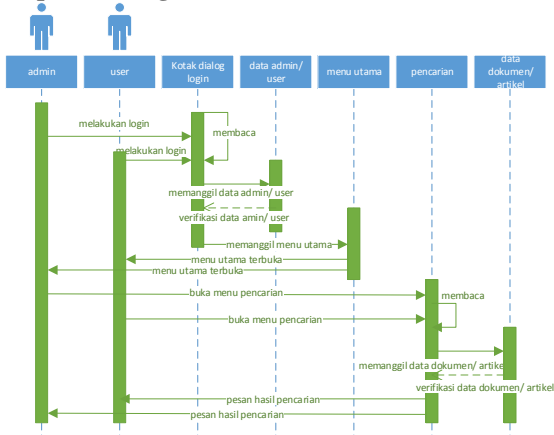 admin
user
Kotak dialog
login
data admin/
user
menu utama
pencarian
data
dokumen/
artikel
melakukan login
membaca
melakukan login
memanggil data admin/ user
verifikasi data amin/ user
memanggil menu utama
menu utama terbuka
menu utama terbuka
buka menu pencarian
membaca
buka menu pencarian
memanggil data dokumen/ artikel
verifikasi data dokumen/ artikel
pesan hasil pencarian
pesan hasil pencarian